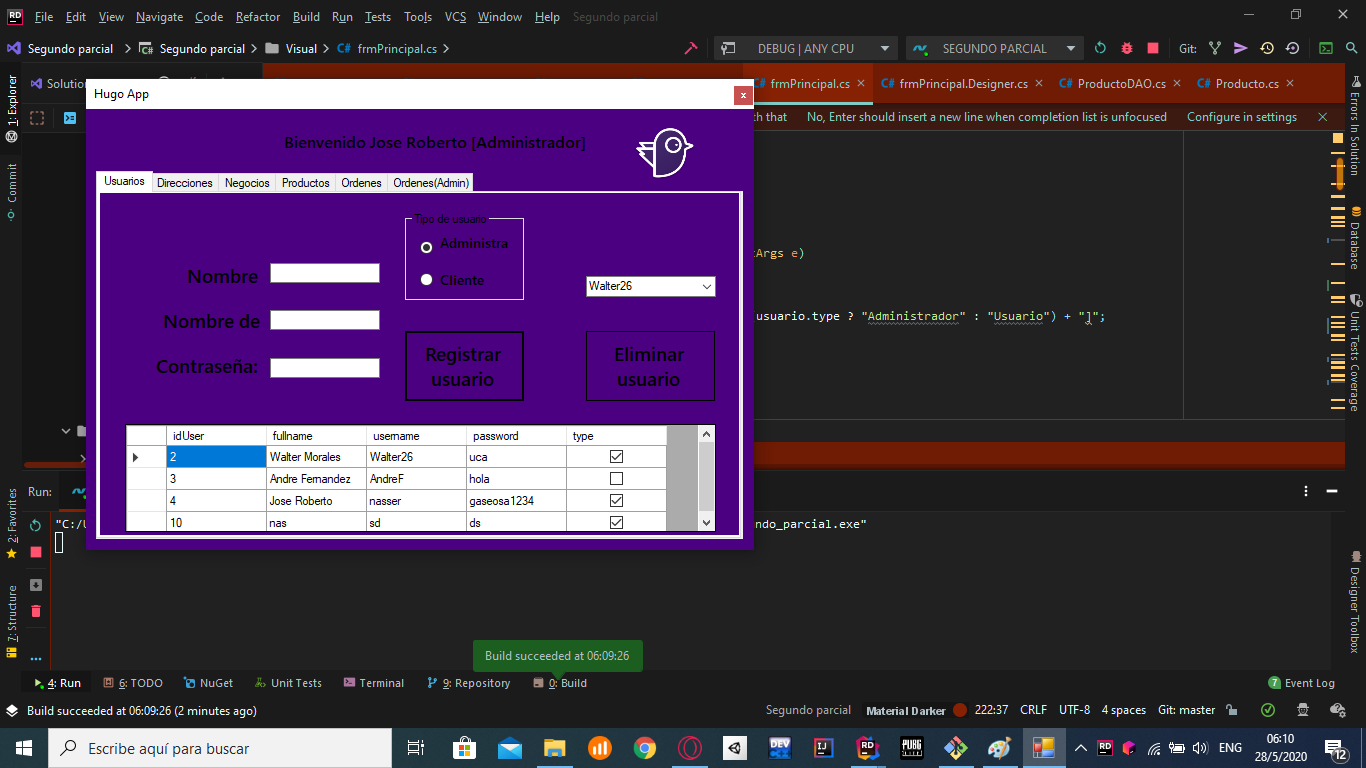 File Edit View Navigate Code Refactor Build Run Tests Tools VCS Window Help Segundo parcial
Segundo parcial Segundo parcial Visual C# frmPrincipal.cs DEBUG | ANY CPU SEGUNDO PARCIAL Git:
Solution
C# frmPrincipal.cs C# frmPrincipal.Designer.cs C# ProductoDAO.cs C# Producto.cs
that No, Enter should insert a new line when completion list is unfocused Configure in settings
Hugo App
Bienvenido Jose Roberto [Administrador]
Usuarios Direcciones Negocios Productos Ordenes Ordenes(Admin)
Tipo de usuario
Administra
Cliente
Nombre
Nombre de
Contraseña:
Walter26
Registrar
usuario
Eliminar
usuario
idUser fullname username password type
2 Walter Morales Walter26 uca
3 Andre Fernandez AndreF hola
4 Jose Roberto nasser gaseosa1234
10 nas sd ds
Args e)
usuario.type ? "Administrador" : "Usuario") + "]";
1: Explorer
Commit
2: Favorites
7: Structure
Errors In Solution
Database
Unit Tests Coverage
Designer Toolbox
Run:
"C:/U
ndo_parcial.exe"
Build succeeded at 06:09:26
4: Run 6: TODO NuGet Unit Tests Terminal 9: Repository 0: Build 7 Event Log
Build succeeded at 06:09:26 (2 minutes ago) Segundo parcial Material Darker 222:37 CRLF UTF-8 4 spaces Git: master
Escribe aquí para buscar
DEV
IJ
RD
PUBG
RD
ENG
06:10
28/5/2020
12